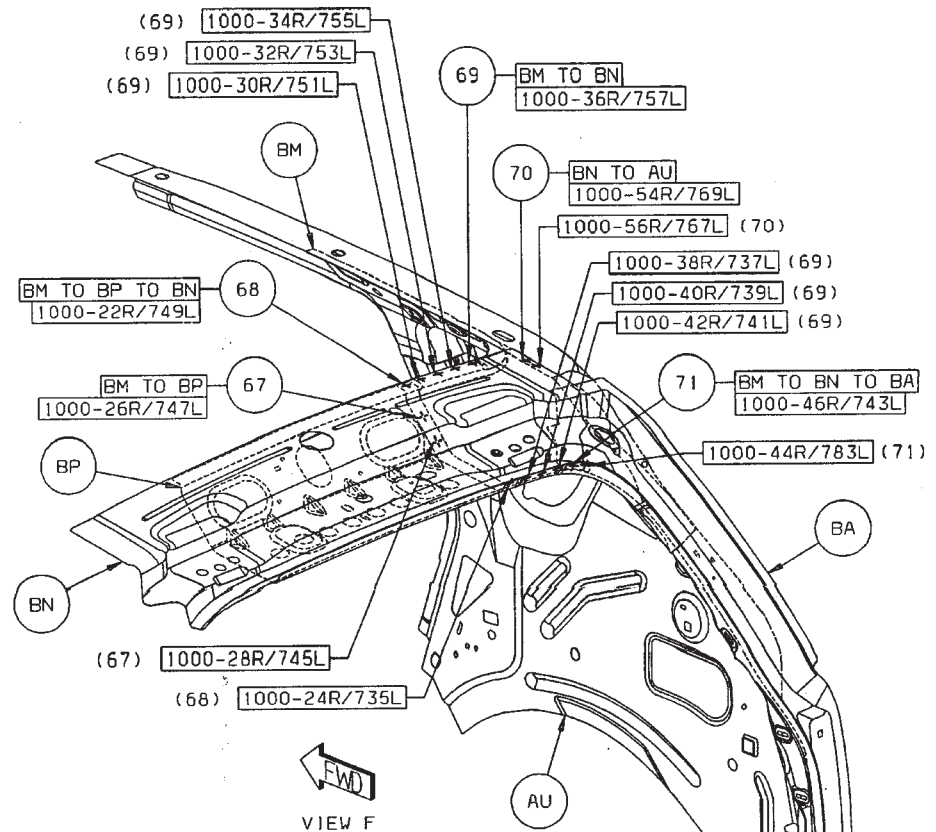 (69) 1000-34R/755L
(69) 1000-32R/753L
(69) 1000-30R/751L
69 BM TO BN
1000-36R/757L
BM
70 BN TO AU
1000-54R/769L
1000-56R/767L (70)
1000-38R/737L (69)
1000-40R/739L (69)
1000-42R/741L (69)
BM TO BP TO BN 68
1000-22R/749L
BM TO BP 67
1000-26R/747L
71 BM TO BN TO BA
1000-46R/743L
1000-44R/783L (71)
BP
BA
BN
(67) 1000-28R/745L
(68) 1000-24R/735L
FWD
AU
VIEW F